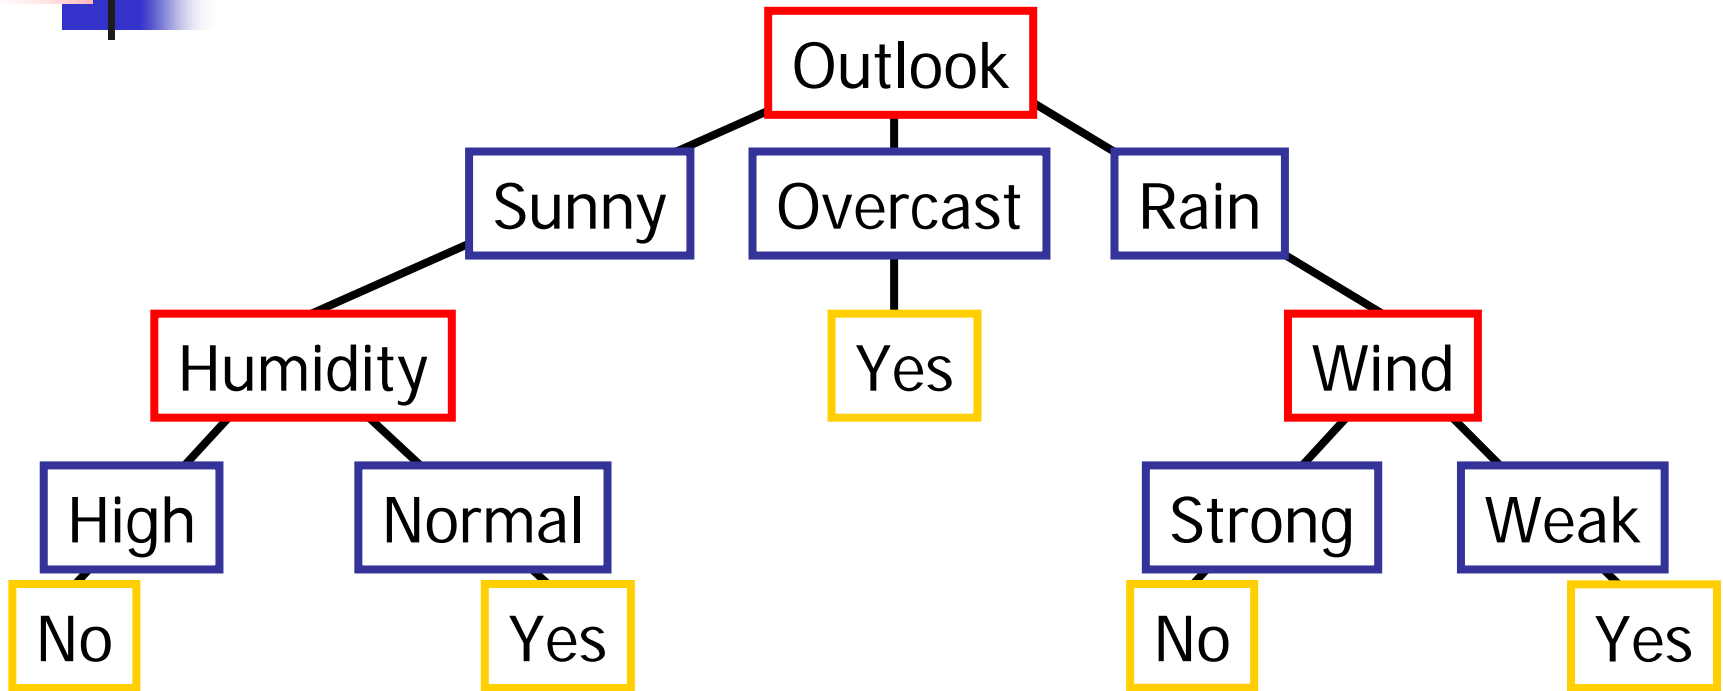 Outlook
Sunny
Overcast
Rain
Humidity
Yes
Wind
High
Normal
Strong
Weak
No
Yes
No
Yes